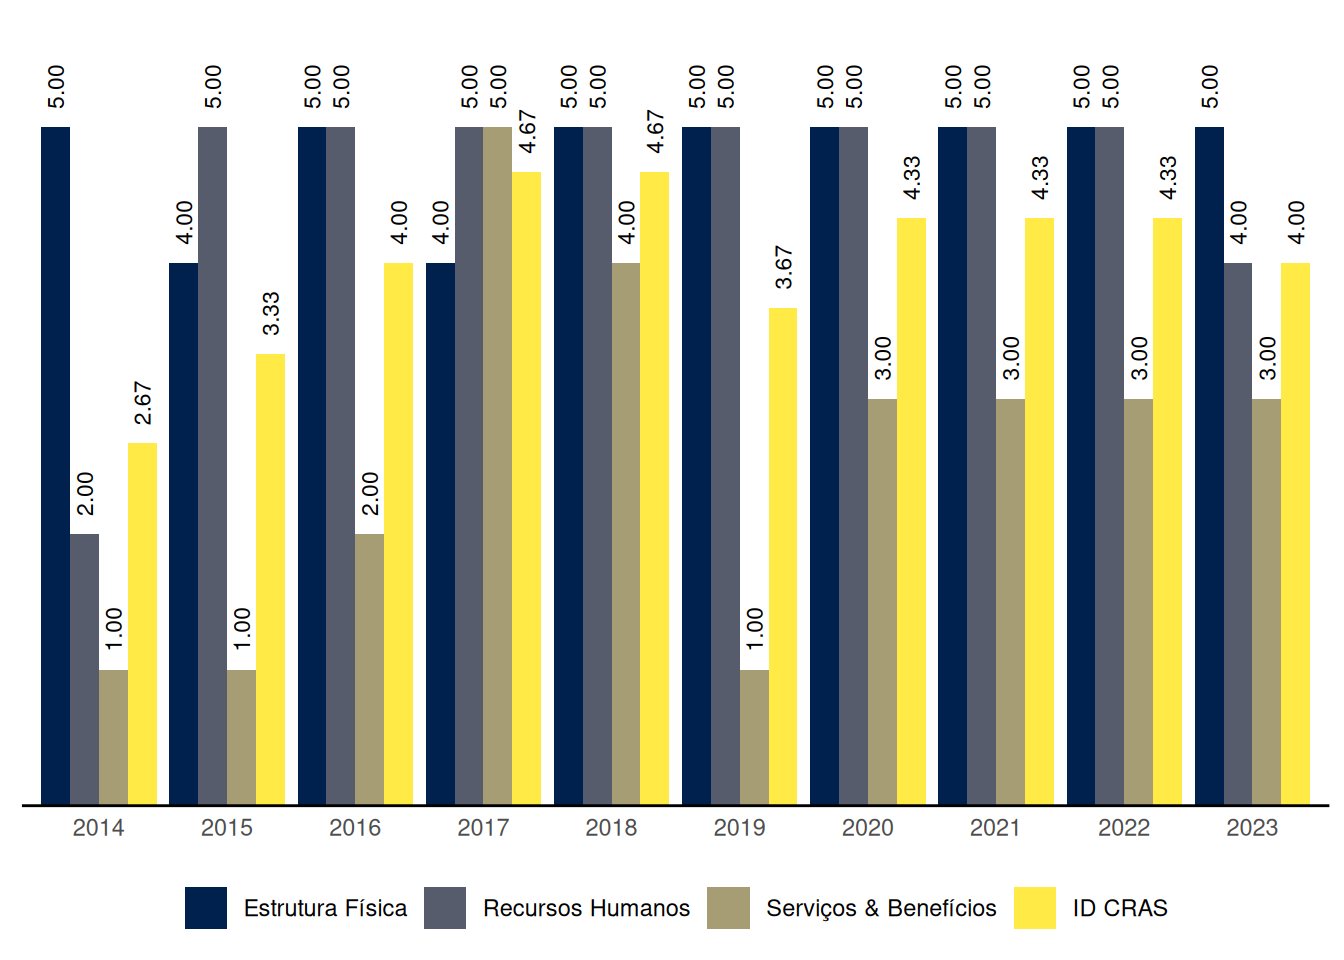 5.00 5.00 5.00 5.00 5.00 5.00 5.00 5.00 5.00 5.00 5.00 5.00 5.00 5.00 5.00 5.00
4.67 4.67
4.33 4.33 4.33
4.00 4.00 4.00 4.00 4.00 4.00
3.67
3.33
3.00 3.00 3.00 3.00
2.67
2.00 2.00
1.00 1.00 1.00
2014 2015 2016 2017 2018 2019 2020 2021 2022 2023
Estrutura Física Recursos Humanos Serviços & Benefícios ID CRAS